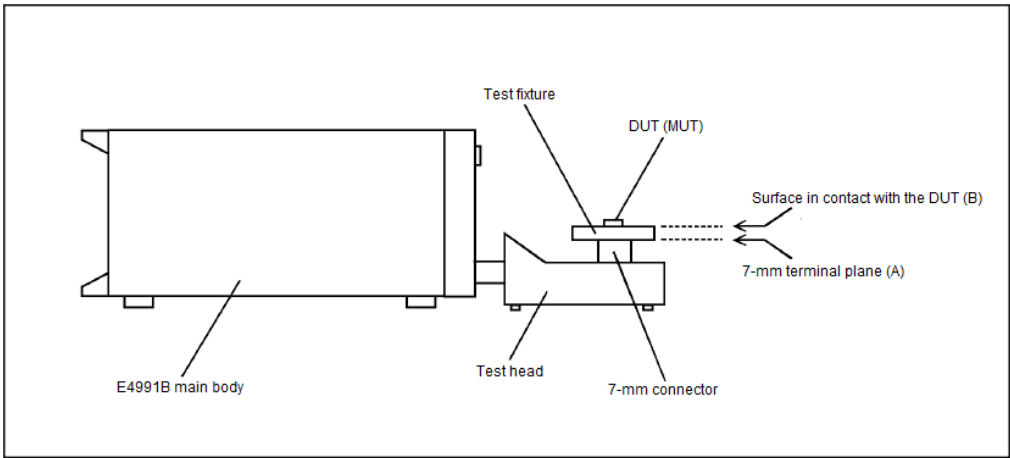 Test fixture
DUT (MUT)
Surface in contact with the DUT (B)
7-mm terminal plane (A)
Test head
E4991B main body
7-mm connector